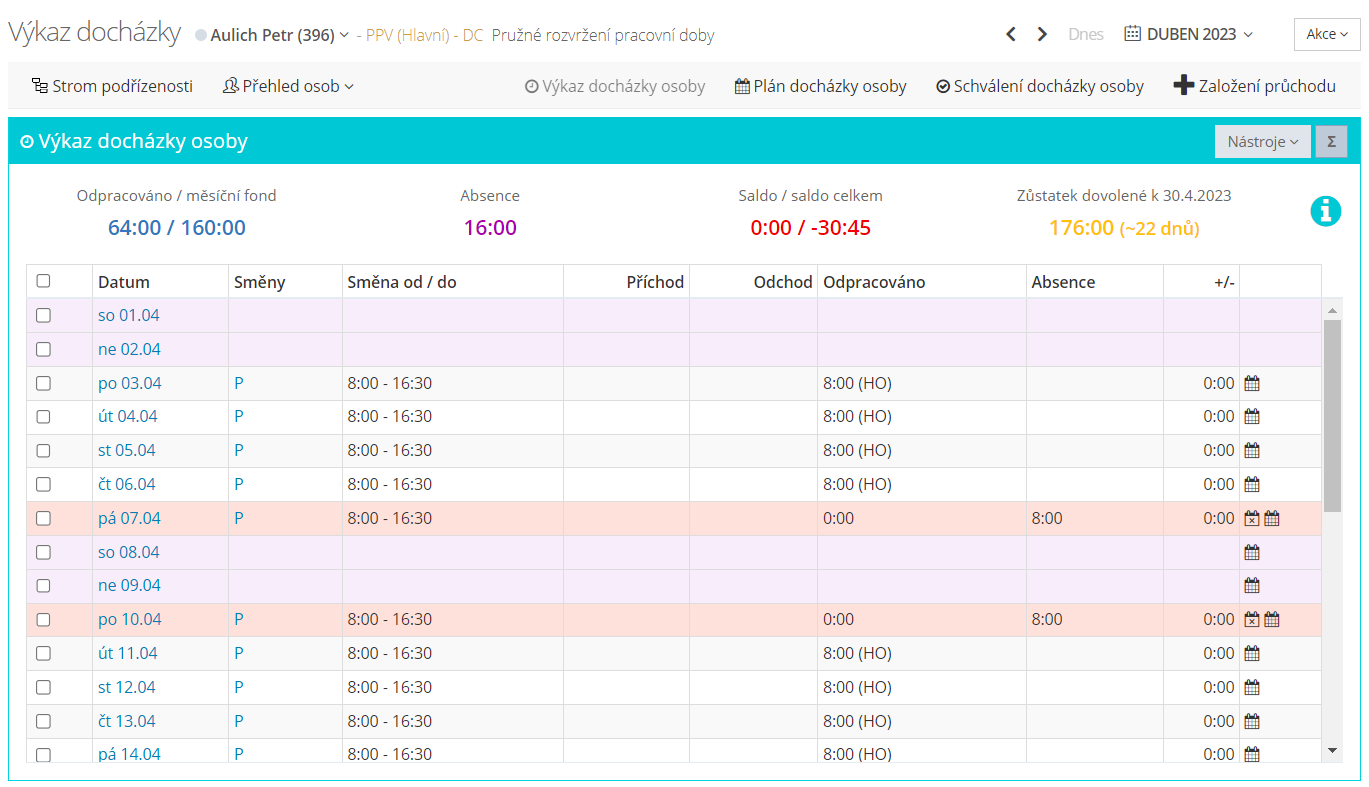 Výkaz docházky Aulich Petr (396) - PPV (Hlavní) - DC Pružné rozvržení pracovní doby Dnes DUBEN 2023 Akce
Strom podřízenosti Přehled osob Výkaz docházky osoby Plán docházky osoby Schválení docházky osoby Založení průchodu
Výkaz docházky osoby Nástroje Σ
Odpracováno / měsíční fond Absence Saldo / saldo celkem Zůstatek dovolené k 30.4.2023
64:00 / 160:00 16:00 0:00 / -30:45 176:00 (~22 dnů)
Datum Směny Směna od / do Příchod Odchod Odpracováno Absence +/-
so 01.04
ne 02.04
po 03.04 P 8:00 - 16:30 8:00 (HO) 0:00
út 04.04 P 8:00 - 16:30 8:00 (HO) 0:00
st 05.04 P 8:00 - 16:30 8:00 (HO) 0:00
čt 06.04 P 8:00 - 16:30 8:00 (HO) 0:00
pá 07.04 P 8:00 - 16:30 0:00 8:00 0:00
so 08.04
ne 09.04
po 10.04 P 8:00 - 16:30 0:00 8:00 0:00
út 11.04 P 8:00 - 16:30 8:00 (HO) 0:00
st 12.04 P 8:00 - 16:30 8:00 (HO) 0:00
čt 13.04 P 8:00 - 16:30 8:00 (HO) 0:00
pá 14.04 P 8:00 - 16:30 8:00 (HO) 0:00